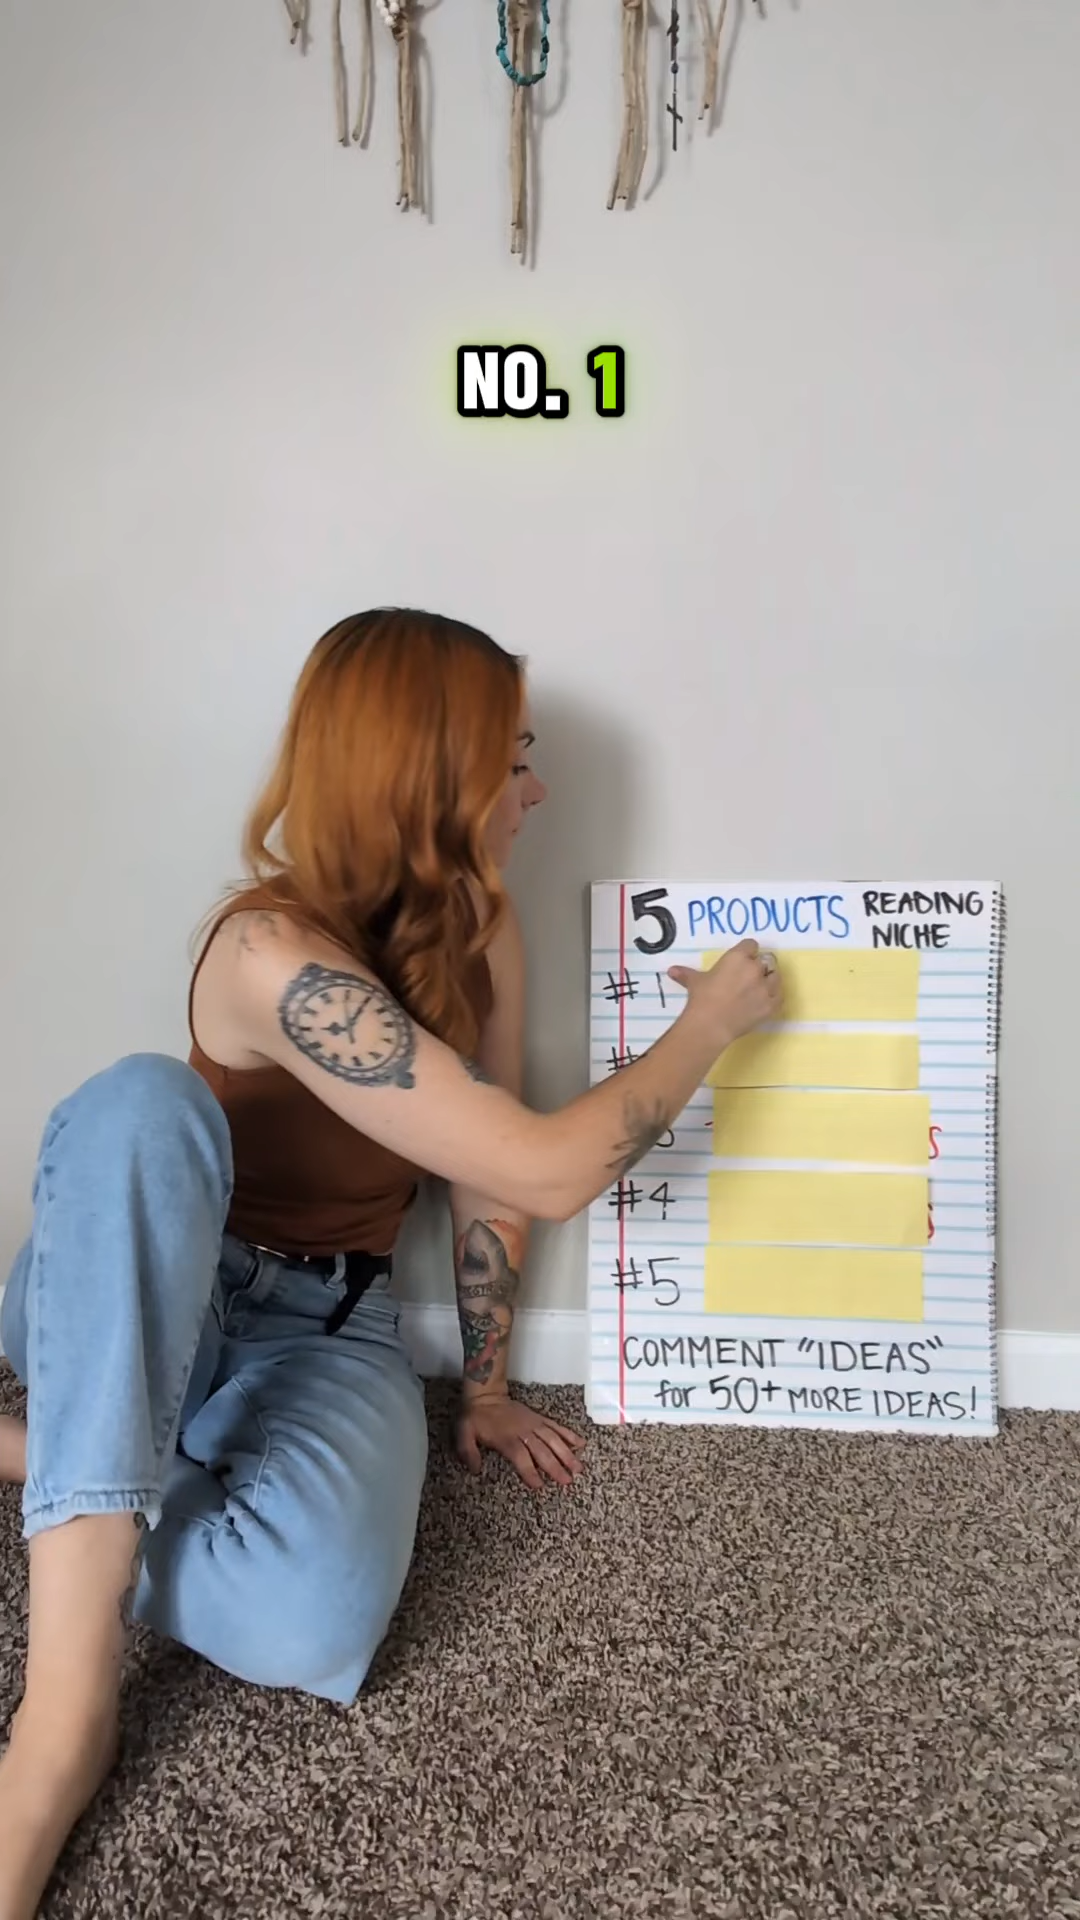 NO. 1
5 PRODUCTS READING NICHE
# 1
#
#4
#5
COMMENT "IDEAS"
for 50+ MORE IDEAS!